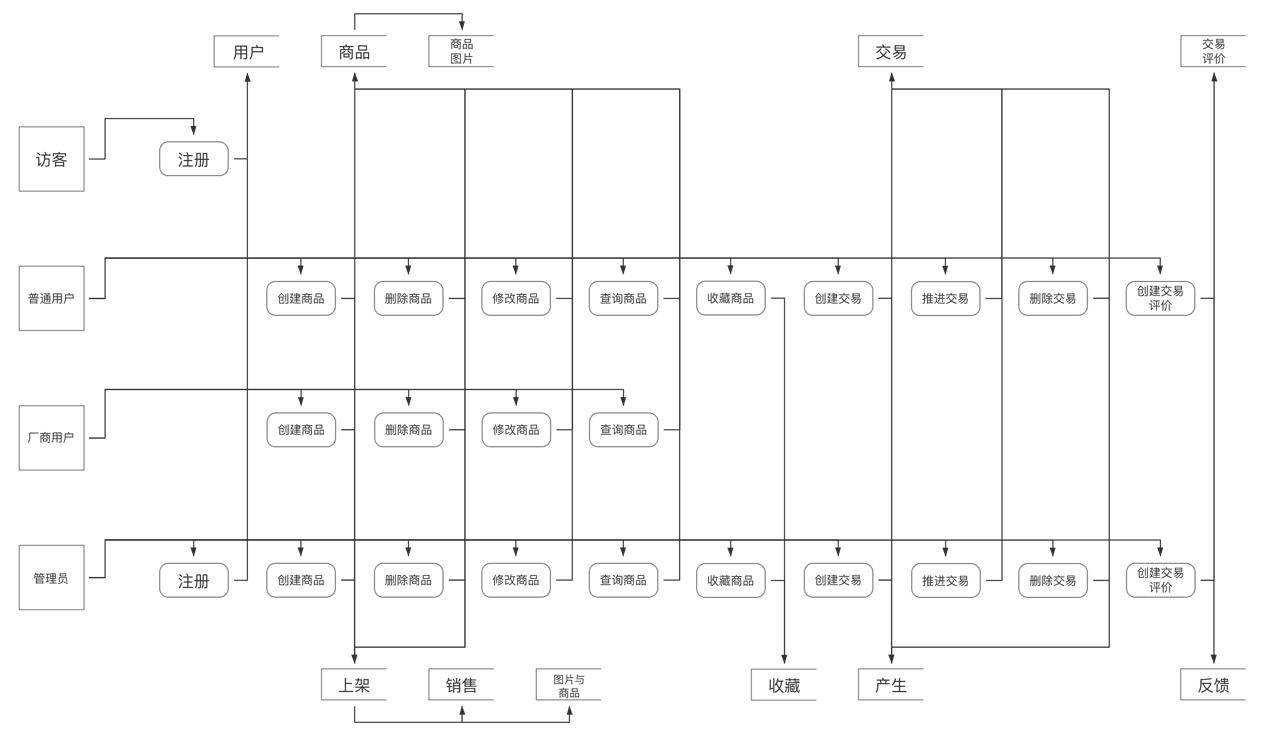 用户
商品
商品
图片
交易
交易
评价
访客
注册
普通用户
创建商品
删除商品
修改商品
查询商品
收藏商品
创建交易
推进交易
删除交易
创建交易
评价
厂商用户
创建商品
删除商品
修改商品
查询商品
管理员
注册
创建商品
删除商品
修改商品
查询商品
收藏商品
创建交易
推进交易
删除交易
创建交易
评价
上架
销售
图片与
商品
收藏
产生
反馈